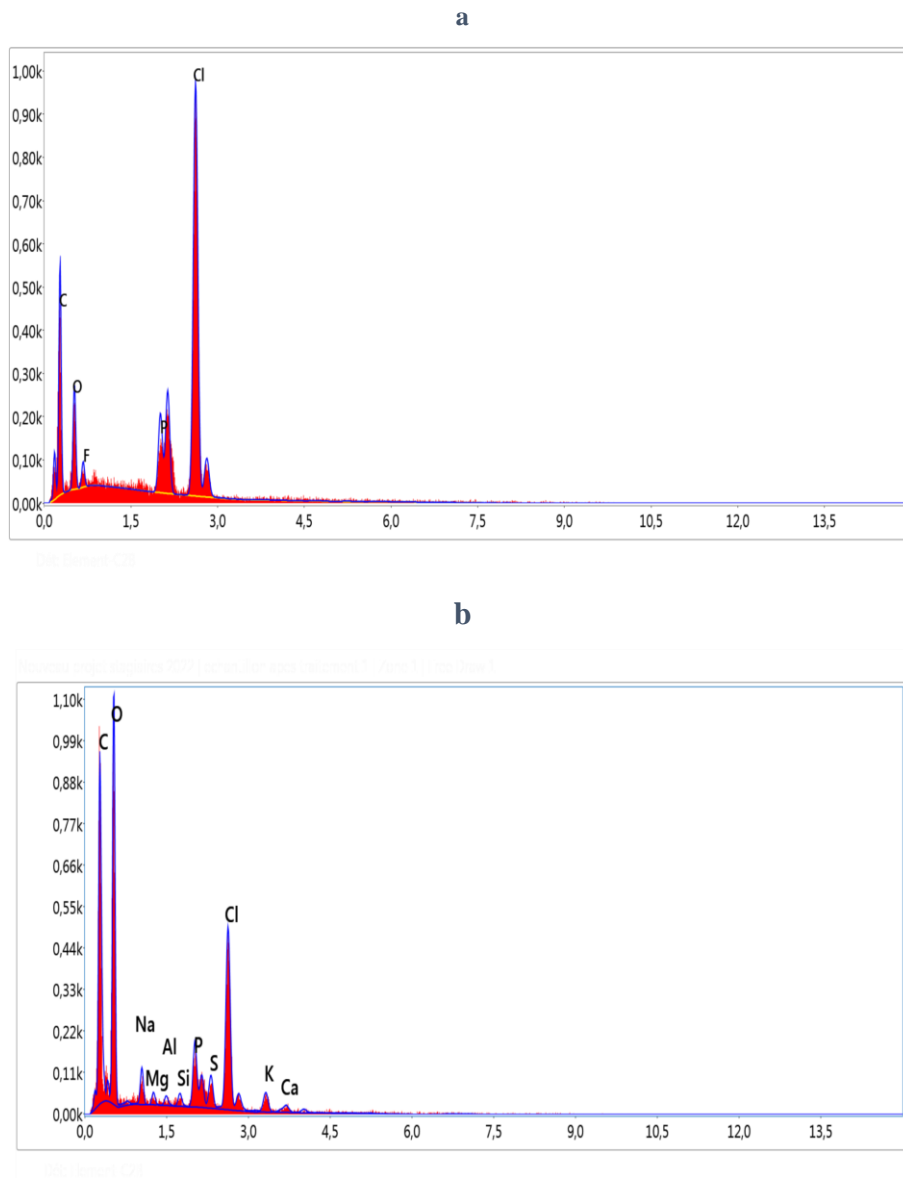 a
1,00k
Cl
0,90k
0,80k
0,70k
0,60k
0,50k
C
0,40k
0,30k
O
0,20k
P
F
0,10k
0,00k
0,0 1,5 3,0 4,5 6,0 7,5 9,0 10,5 12,0 13,5
b
1,10k
O
0,99k
C
0,88k
0,77k
0,66k
0,55k
Cl
0,44k
0,33k
0,22k
Na
Al
P
0,11k
Mg Si S K Ca
0,00k
0,0 1,5 3,0 4,5 6,0 7,5 9,0 10,5 12,0 13,5